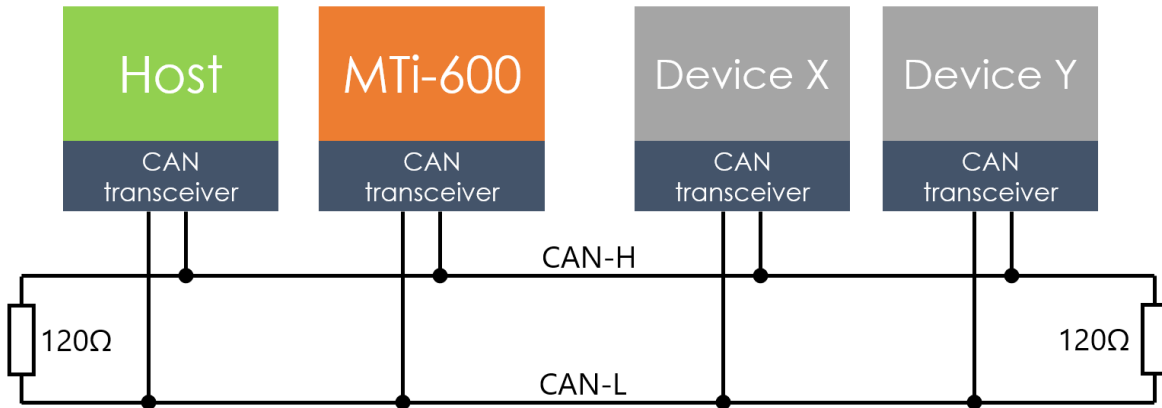 Host
MTi-600
Device X
Device Y
CAN
transceiver
CAN
transceiver
CAN
transceiver
CAN
transceiver
CAN-H
120Ω
120Ω
CAN-L